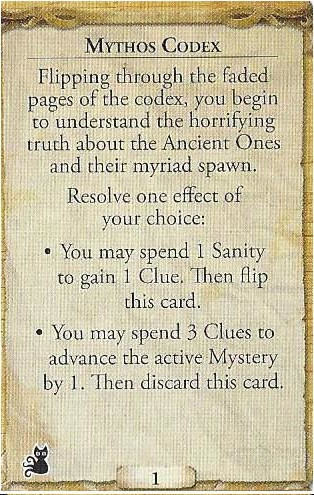 Mythos Codex
Flipping through the faded
pages of the codex, you begin
to understand the horrifying
truth about the Ancient Ones
and their myriad spawn.
Resolve one effect of
your choice:
• You may spend 1 Sanity
to gain 1 Clue. Then flip
this card.
• You may spend 3 Clues to
advance the active Mystery
by 1. Then discard this card.
1